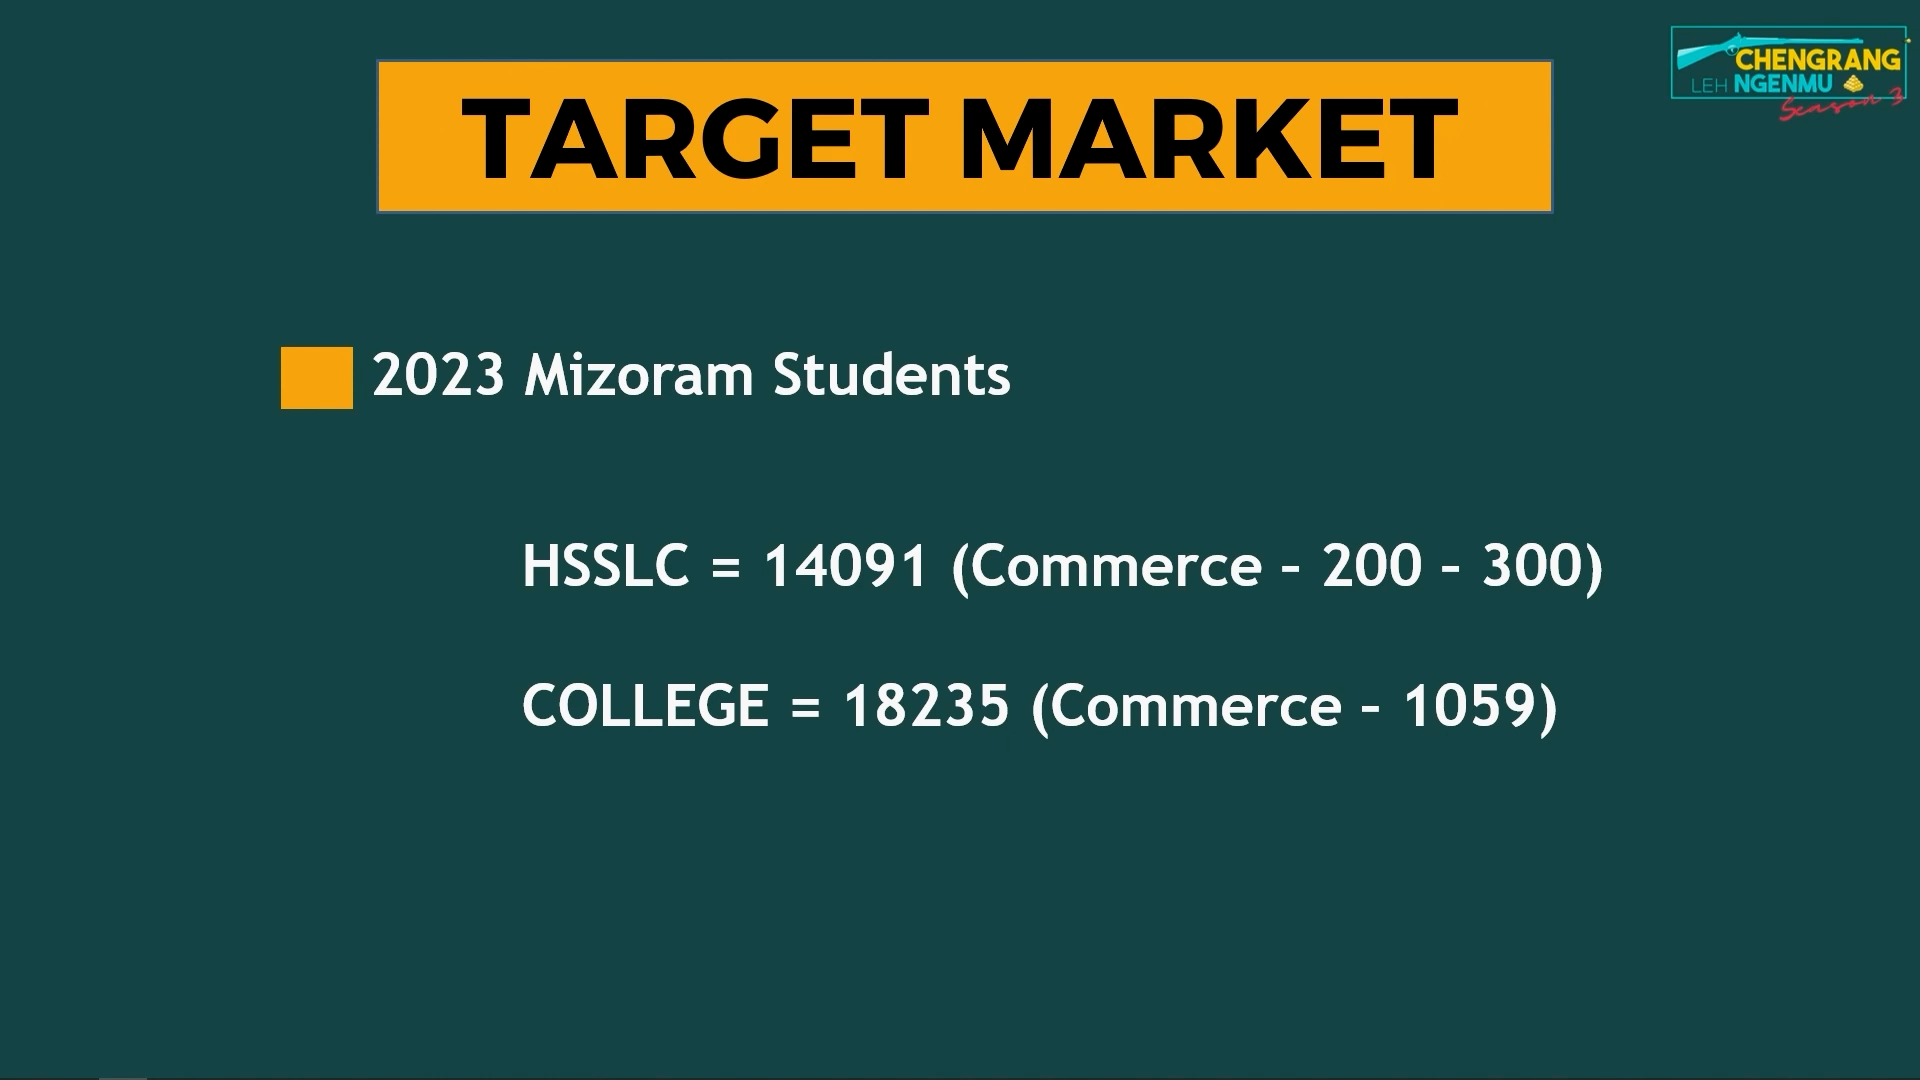 CHENGRANG
LEH NGENMU
Season 3
TARGET MARKET
2023 Mizoram Students
HSSLC = 14091 (Commerce – 200 – 300)
COLLEGE = 18235 (Commerce – 1059)